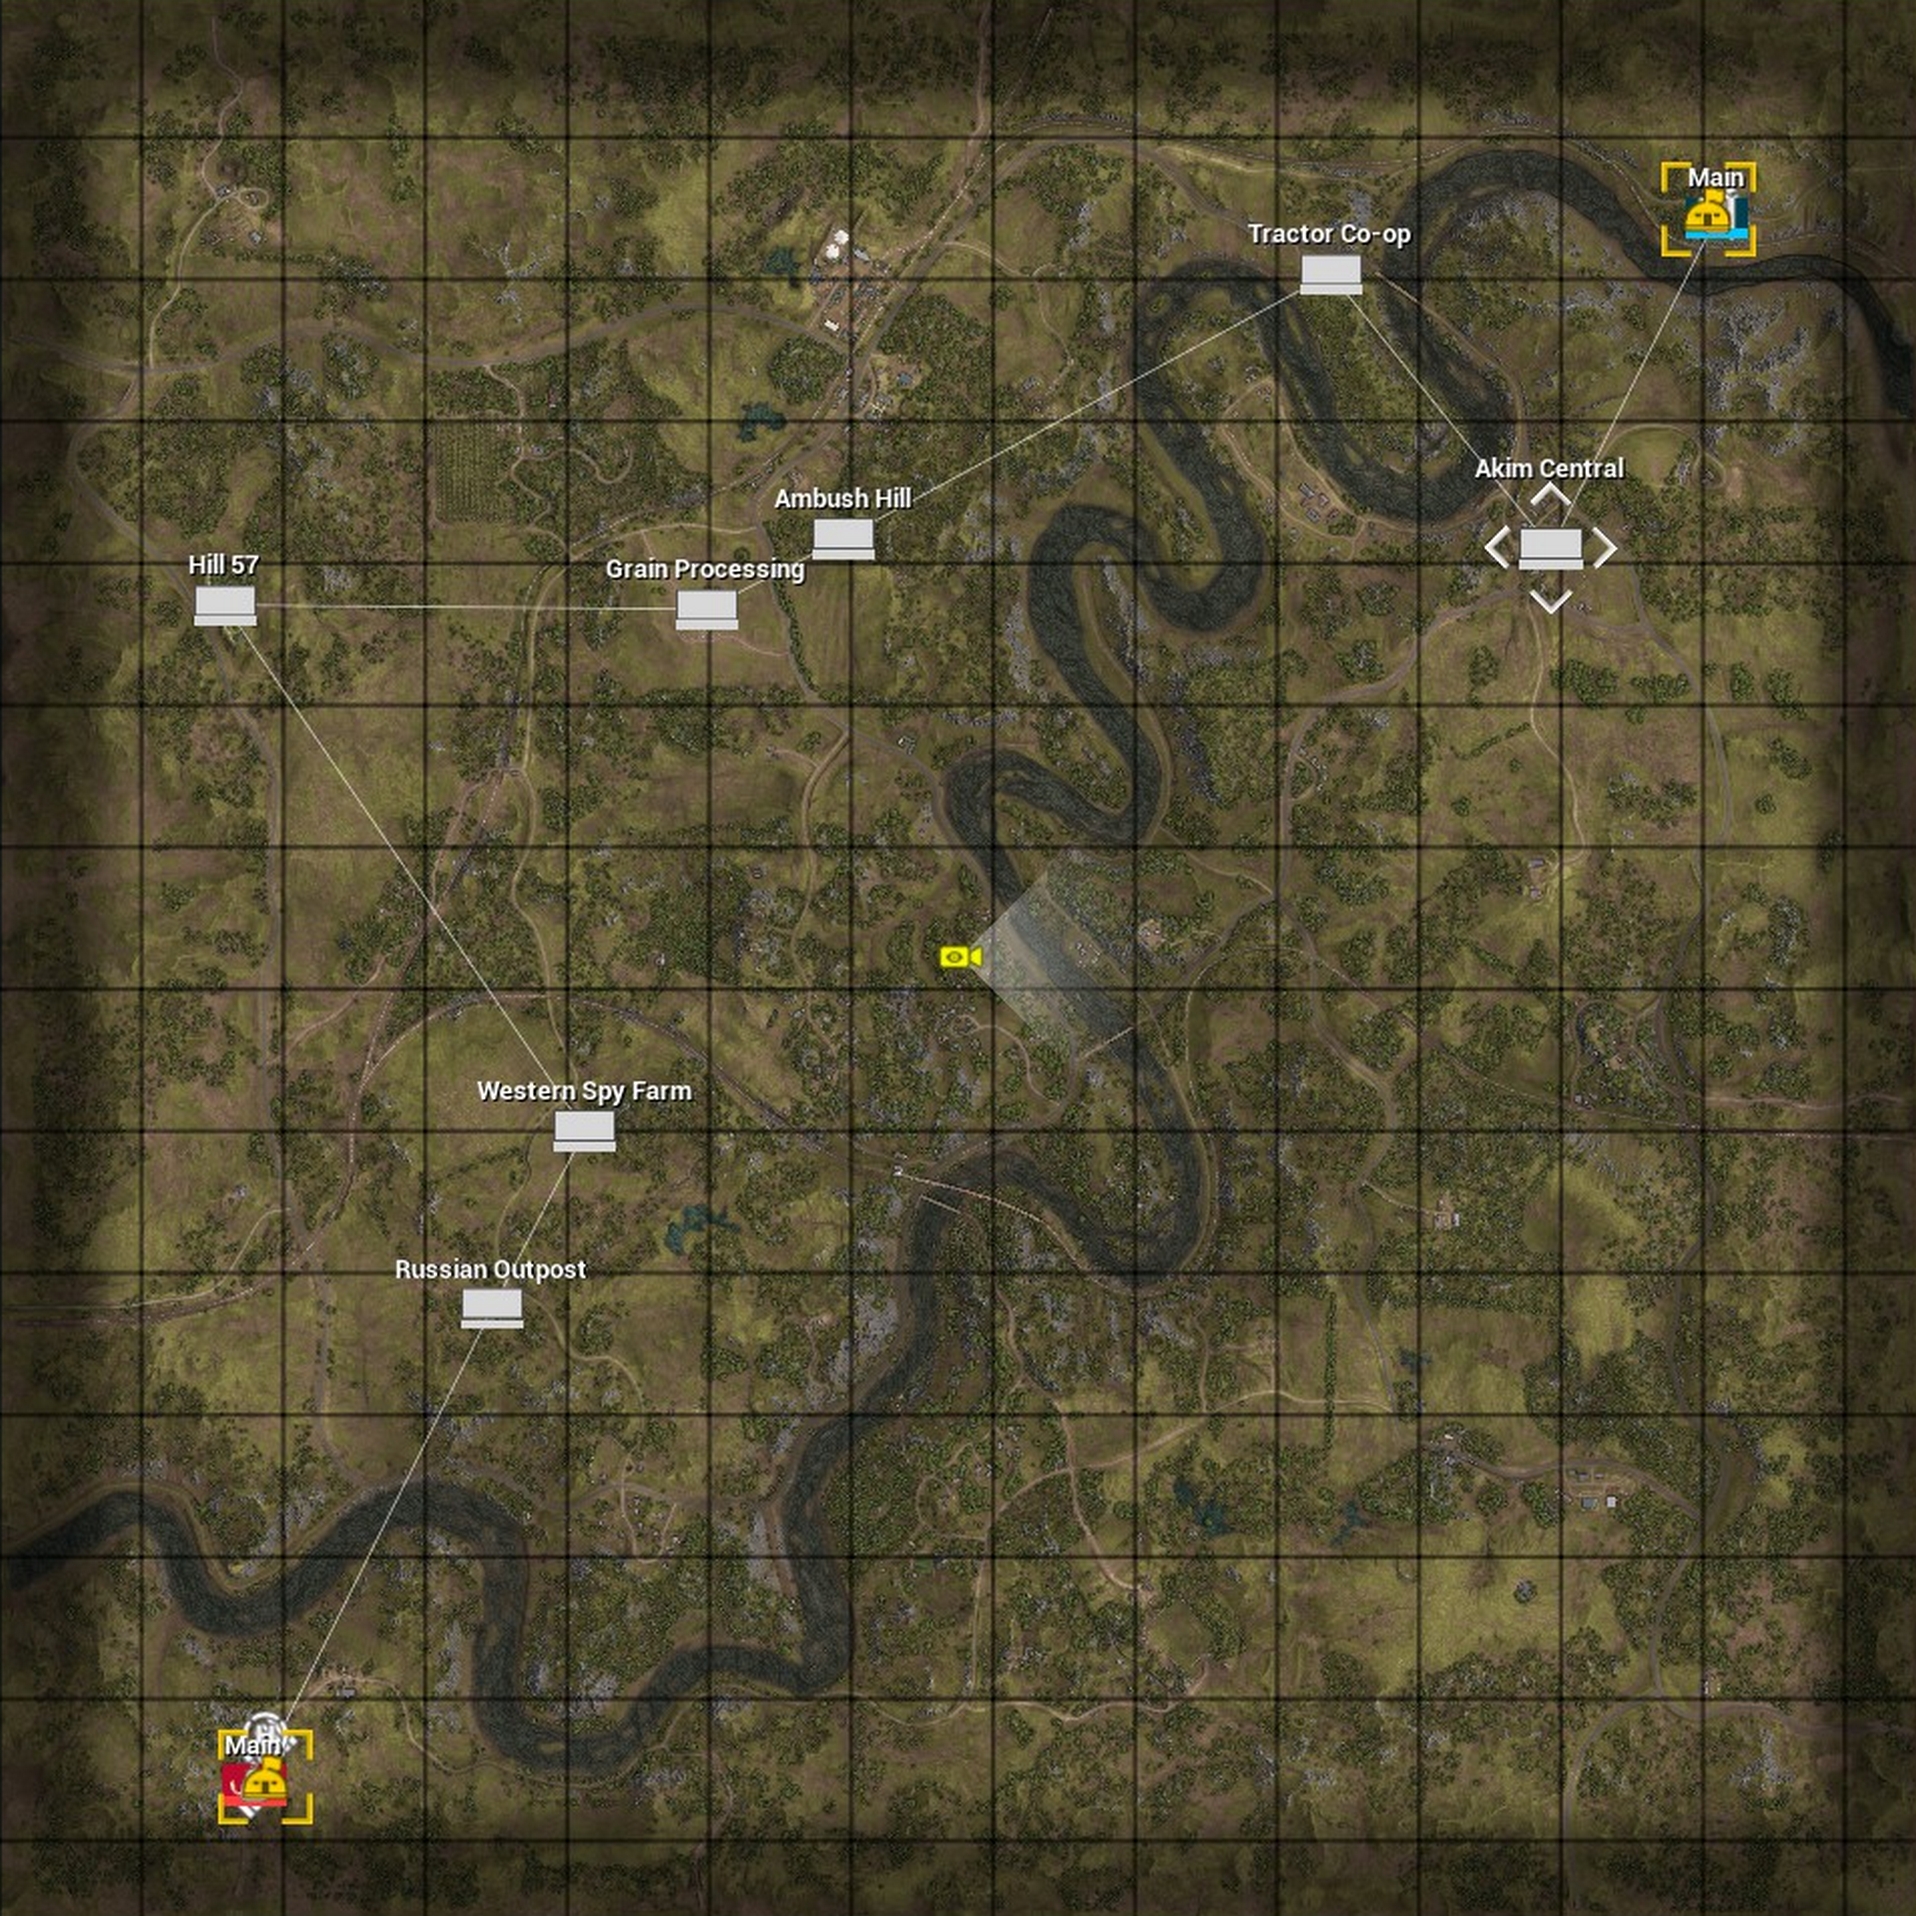 Main
Tractor Co-op
Akim Central
Ambush Hill
Hill 57
Grain Processing
Western Spy Farm
Russian Outpost
H
Main